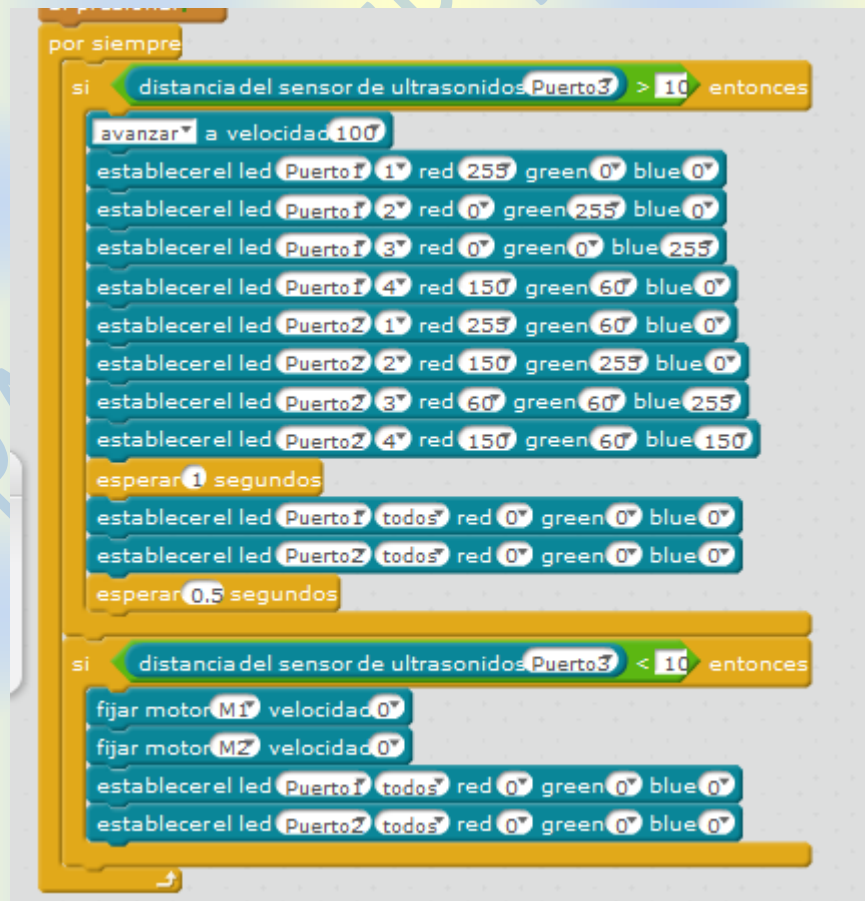 por siempre
si distancia del sensor de ultrasonidos Puerto3 > 10 entonces
avanzar a velocidad 100
establecer el led Puerto1 1 red 255 green 0 blue 0
establecer el led Puerto1 2 red 0 green 255 blue 0
establecer el led Puerto1 3 red 0 green 0 blue 255
establecer el led Puerto1 4 red 150 green 60 blue 0
establecer el led Puerto2 1 red 255 green 60 blue 0
establecer el led Puerto2 2 red 150 green 255 blue 0
establecer el led Puerto2 3 red 60 green 60 blue 255
establecer el led Puerto2 4 red 150 green 60 blue 150
esperar 1 segundos
establecer el led Puerto1 todos red 0 green 0 blue 0
establecer el led Puerto2 todos red 0 green 0 blue 0
esperar 0.5 segundos
si distancia del sensor de ultrasonidos Puerto3 < 10 entonces
fijar motor M1 velocidad 0
fijar motor M2 velocidad 0
establecer el led Puerto1 todos red 0 green 0 blue 0
establecer el led Puerto2 todos red 0 green 0 blue 0